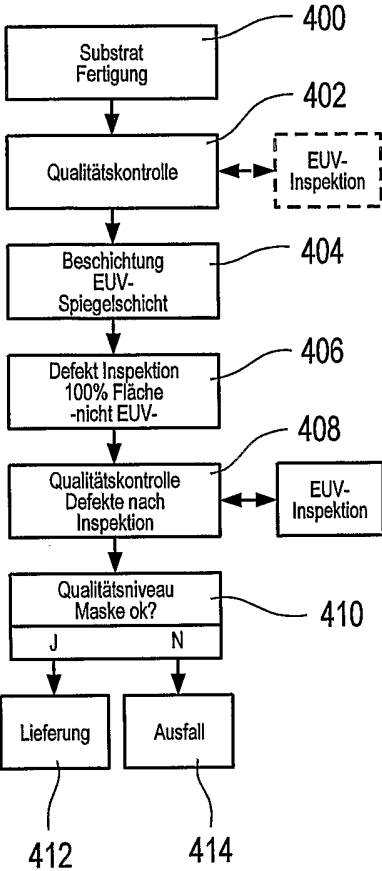 400
Substrat
Fertigung
402
Qualitätskontrolle
EUV-
Inspektion
404
Beschichtung
EUV-
Spiegelschicht
406
Defekt Inspektion
100% Fläche
-nicht EUV-
408
Qualitätskontrolle
Defekte nach
Inspektion
EUV-
Inspektion
Qualitätsniveau
Maske ok?
410
J N
Lieferung
Ausfall
412
414